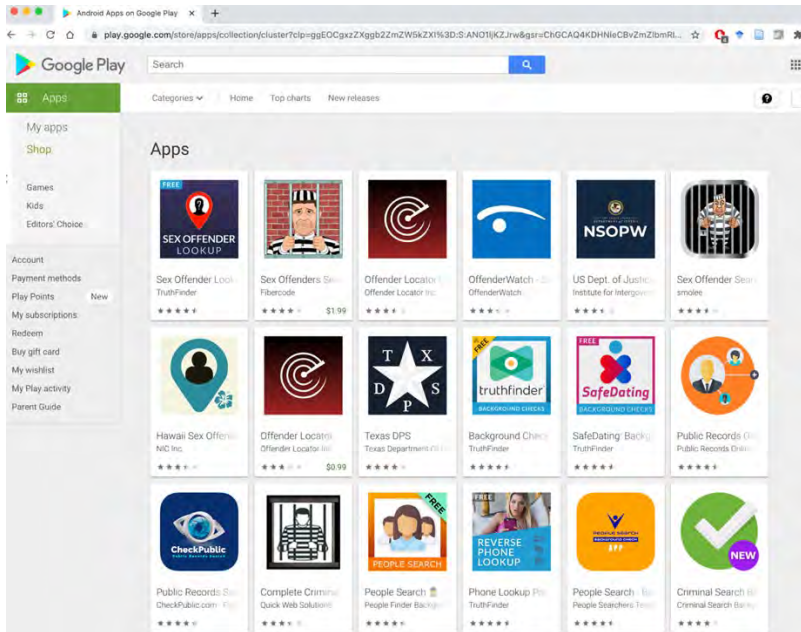 Android Apps on Google Play
play.google.com/store/apps/collection/cluster?clp=
Google Play
Search
Apps
Categories
Home
Top charts
New releases
My apps
Shop
Games
Kids
Editors' Choice
Account
Payment methods
Play Points
New
My subscriptions
Redeem
Buy gift card
My wishlist
My Play activity
Parent Guide
Apps
FREE
SEX OFFENDER
LOOKUP
NSOPW
Sex Offender Look
TruthFinder
Sex Offenders Se
Fibercode
$1.99
Offender Locator
Offender Locator Inc
OffenderWatch - S
OffenderWatch
US Dept. of Justic
Institute for Intergover
Sex Offender Sear
smolee
T X
D S
P
FREE
truthfinder
BACKGROUND CHECKS
FREE
SafeDating
BACKGROUND CHECKS
Hawaii Sex Offend
NIC Inc.
Offender Locator
Offender Locator Inc
$0.99
Texas DPS
Texas Department Of
Background Check
TruthFinder
SafeDating: Backg
TruthFinder
Public Records
Public Records
CheckPublic
FREE
PEOPLE SEARCH
FREE
REVERSE
PHONE
LOOKUP
PEOPLE SEARCH
BACKGROUND CHECK
APP
NEW
Public Records Se
CheckPublic.com
Complete Crimina
Quick Web Solutions
People Search
People Finder Backgr
Phone Lookup
TruthFinder
People Search
People Searchers
Criminal Search
Criminal Search